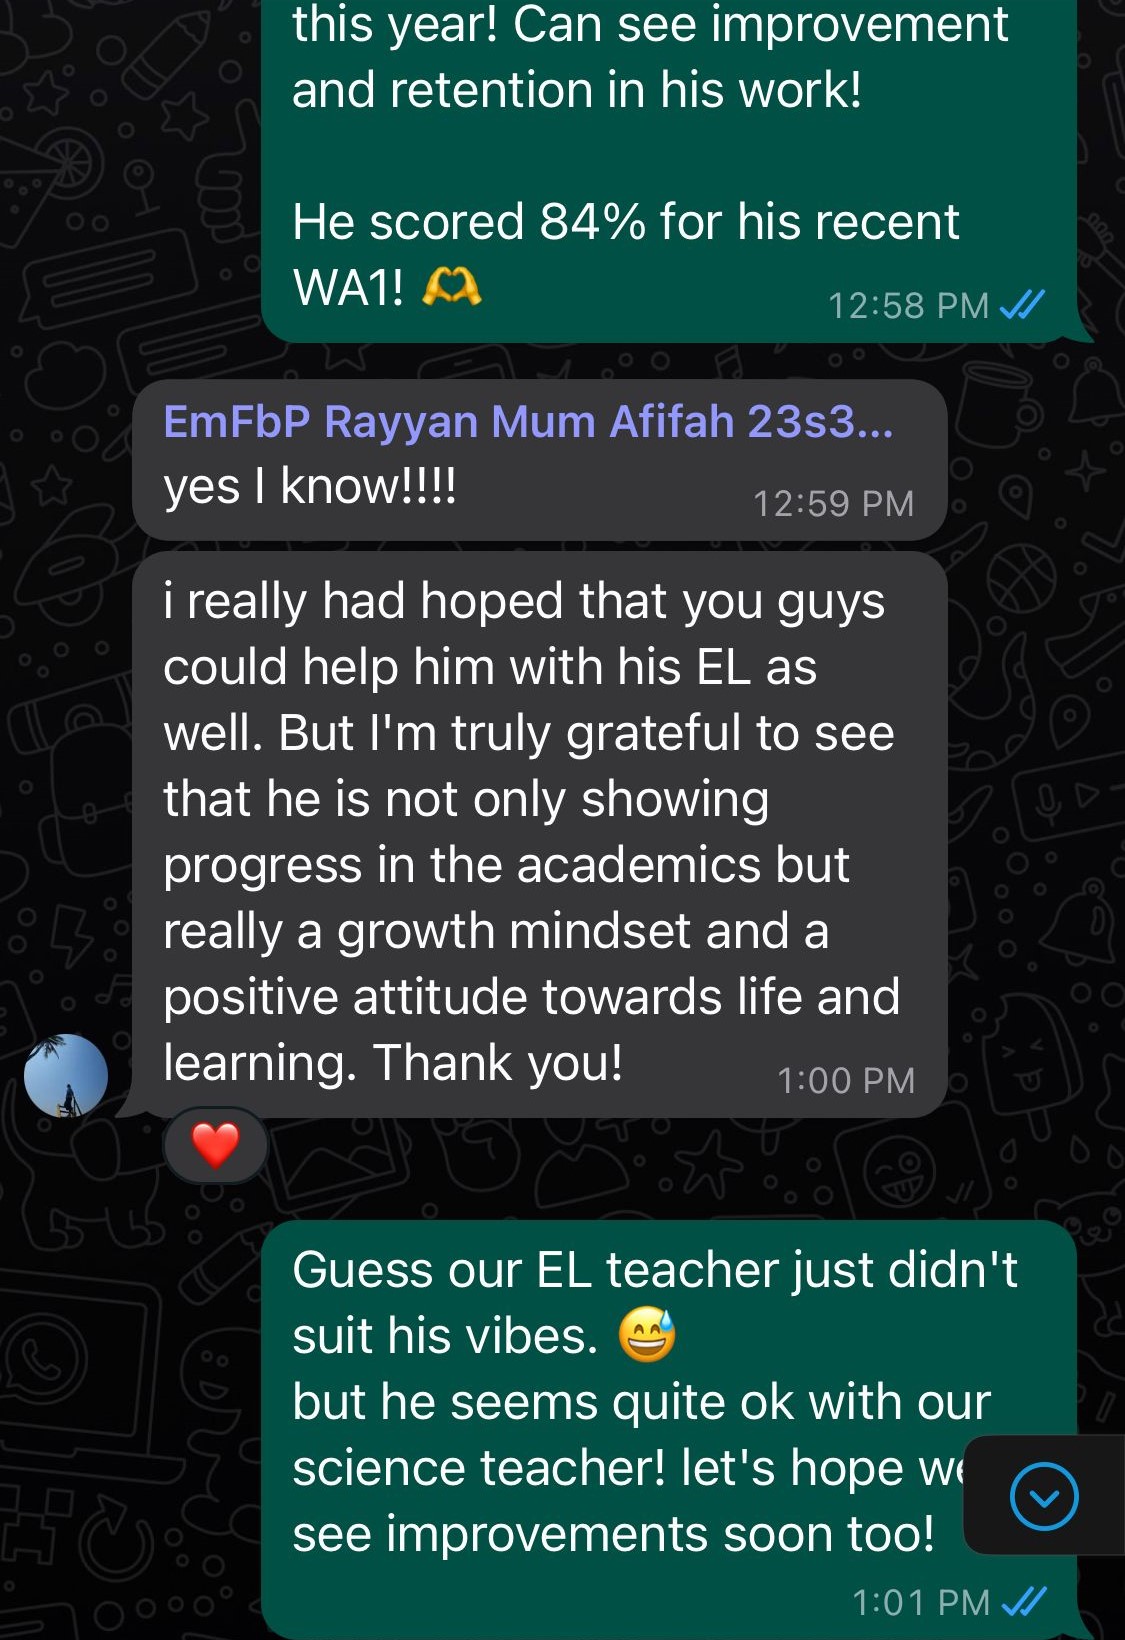 this year! Can see improvement
and retention in his work!
He scored 84% for his recent
WA1! 🫶
12:58 PM
EmFbP Rayyan Mum Afifah 23s3...
yes I know!!!!
12:59 PM
i really had hoped that you guys
could help him with his EL as
well. But I'm truly grateful to see
that he is not only showing
progress in the academics but
really a growth mindset and a
positive attitude towards life and
learning. Thank you!
1:00 PM
❤️
Guess our EL teacher just didn't
suit his vibes. 😅
but he seems quite ok with our
science teacher! let's hope we
see improvements soon too!
1:01 PM